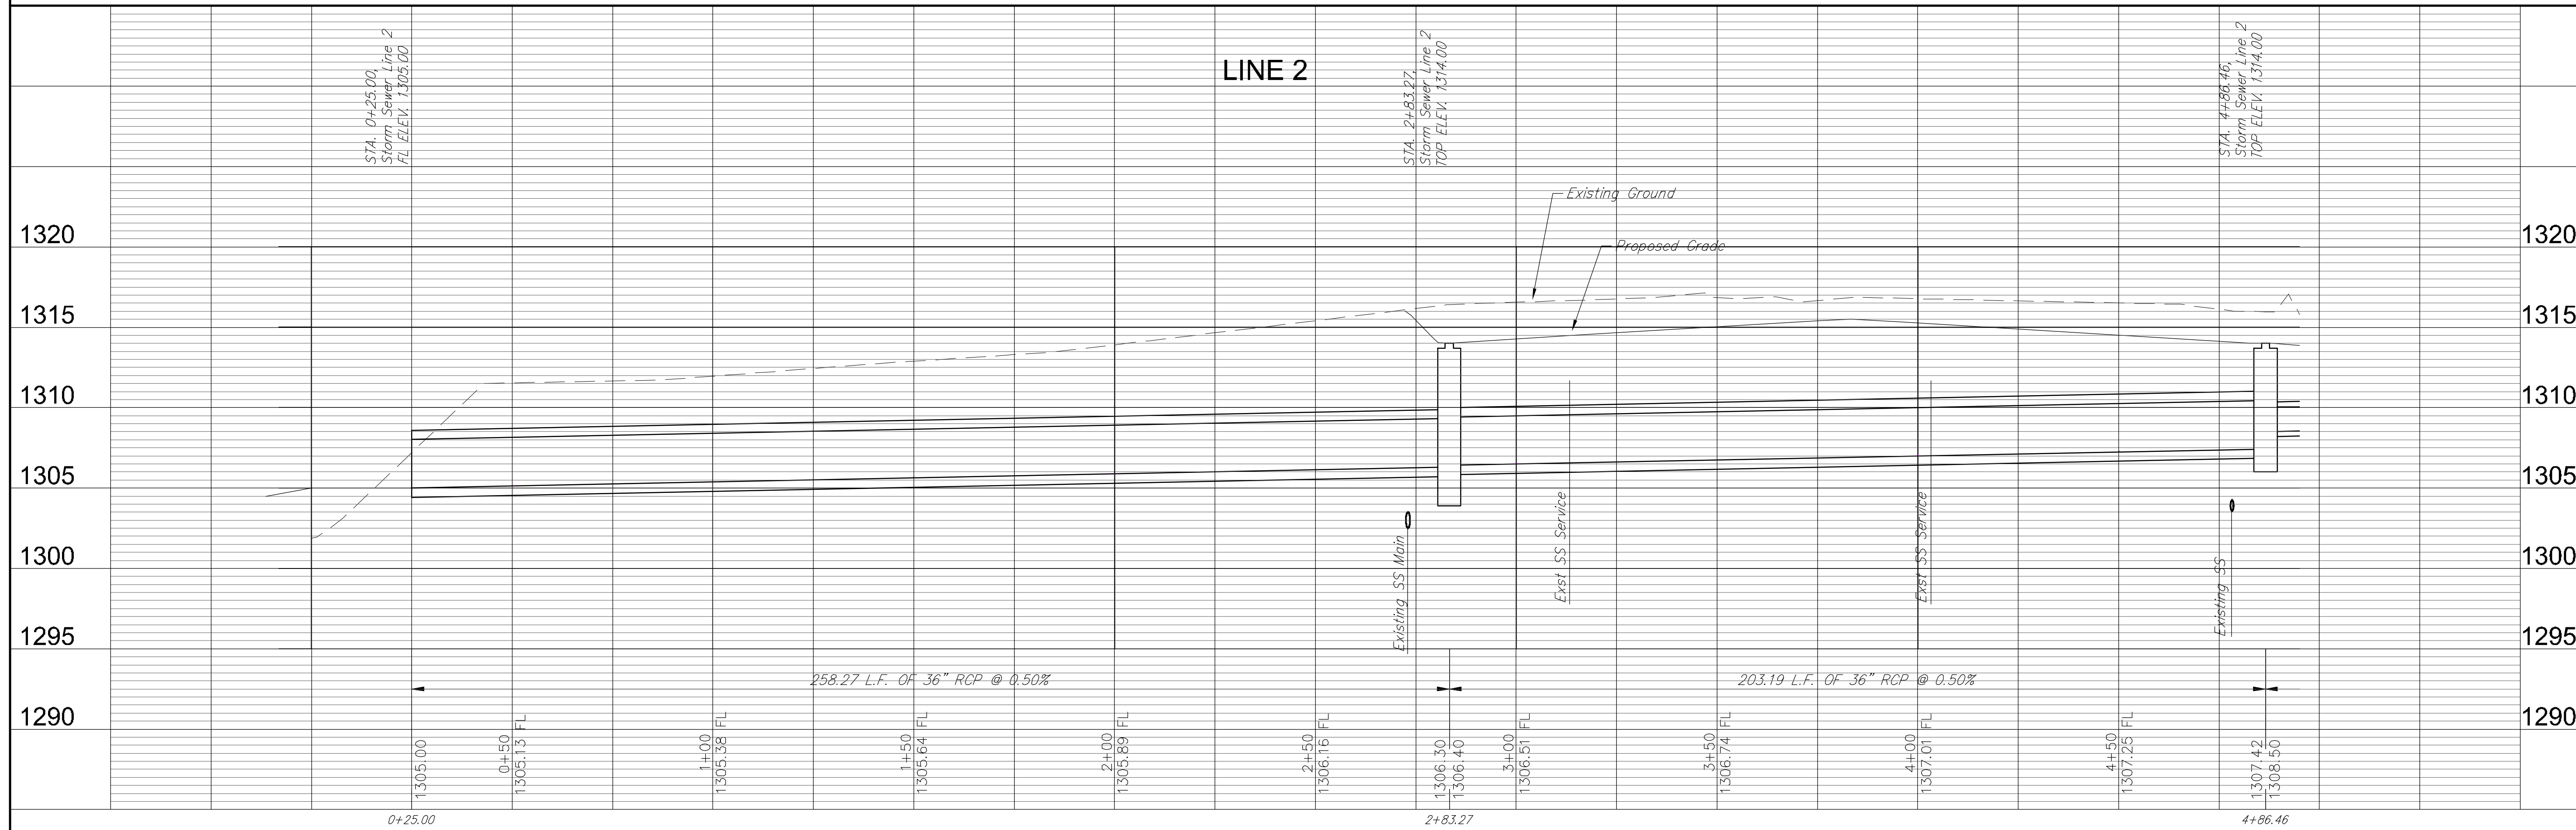 LINE 2
STA. 0+25.00,
Storm Sewer Line 2
FL ELEV. 1305.00
STA. 2+83.27,
Storm Sewer Line 2
TOP ELEV. 1314.00
STA. 4+86.46,
Storm Sewer Line 2
TOP ELEV. 1314.00
Existing Ground
Proposed Grade
1320
1320
1315
1315
1310
1310
1305
1305
1300
1300
1295
1295
1290
1290
Existing SS Main
Exst SS Service
Exst SS Service
Existing SS
258.27 L.F. OF 36" RCP @ 0.50%
203.19 L.F. OF 36" RCP @ 0.50%
1305.00
0+50
1305.13 FL
1+00
1305.38 FL
1+50
1305.64 FL
2+00
1305.89 FL
2+50
1306.16 FL
1306.30
1306.40
3+00
1306.51 FL
3+50
1306.74 FL
4+00
1307.01 FL
4+50
1307.25 FL
1307.42
1308.50
0+25.00
2+83.27
4+86.46